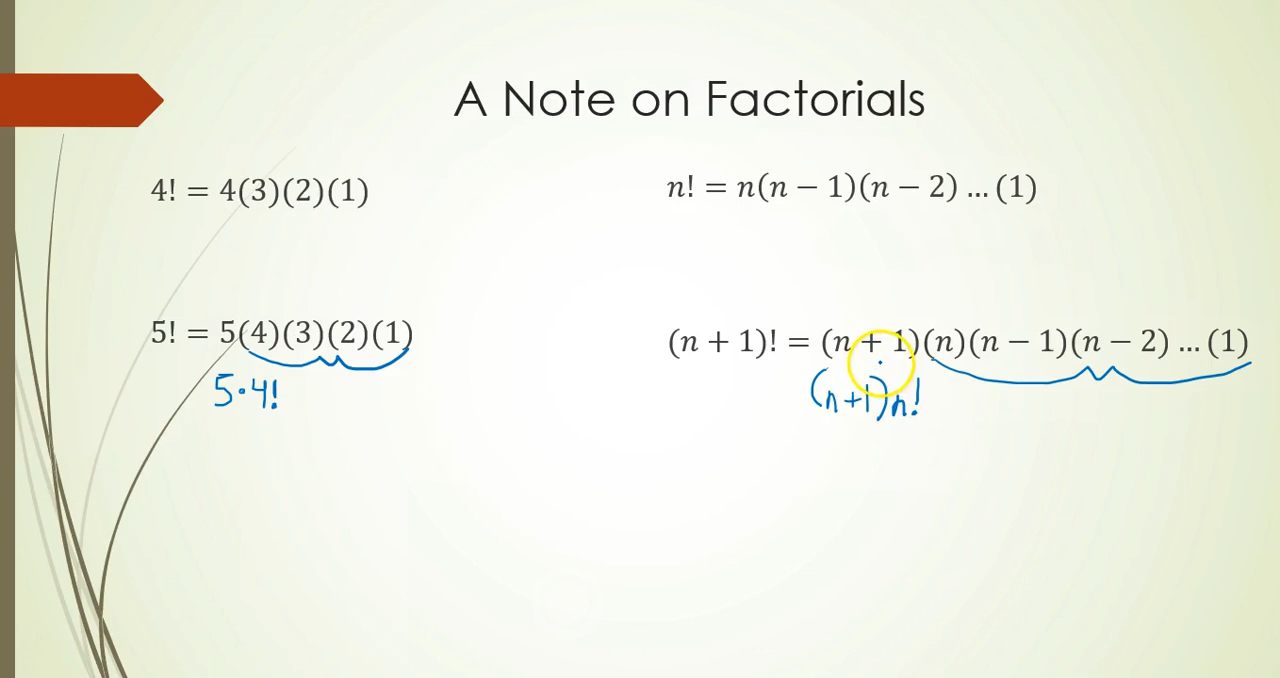 A Note on Factorials
4! = 4(3)(2)(1)
n! = n(n − 1)(n − 2) … (1)
5! = 5(4)(3)(2)(1)
5·4!
(n + 1)! = (n + 1)(n)(n − 1)(n − 2) … (1)
(n+1)n!